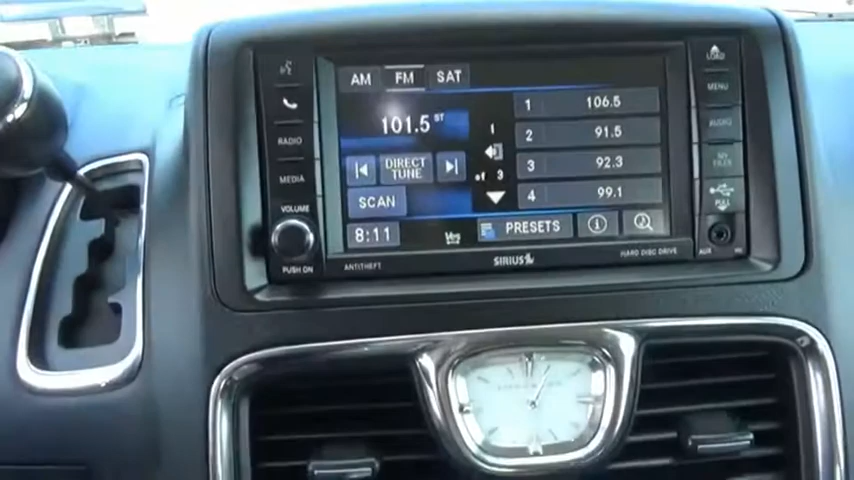 AM FM SAT
LOAD
MENU
RADIO
MEDIA
VOLUME
PUSH ON
101.5 ST
DIRECT
TUNE
SCAN
8:11
1
of 3
1 106.5
2 91.5
3 92.3
4 99.1
PRESETS
AUDIO
MY
FILES
PULL
AUX
ANTITHEFT
SIRIUS
HARD DISC DRIVE